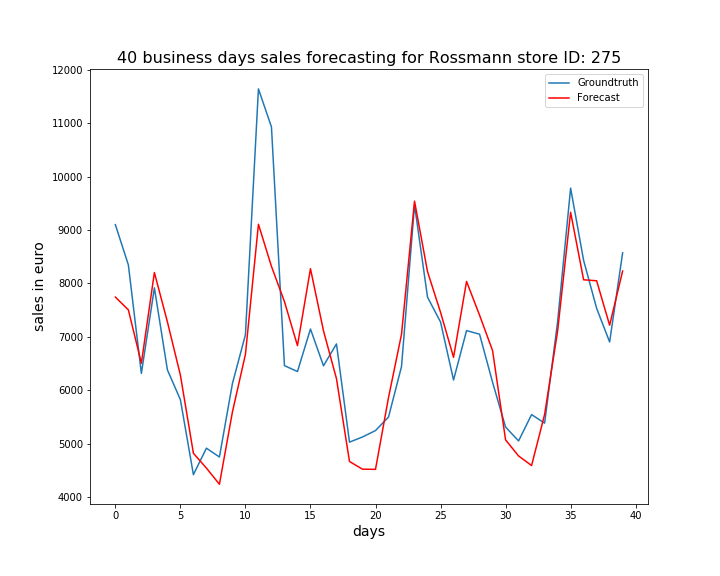 40 business days sales forecasting for Rossmann store ID: 275
12000
11000
10000
9000
8000
7000
6000
5000
4000
sales in euro
Groundtruth
Forecast
0 5 10 15 20 25 30 35 40
days